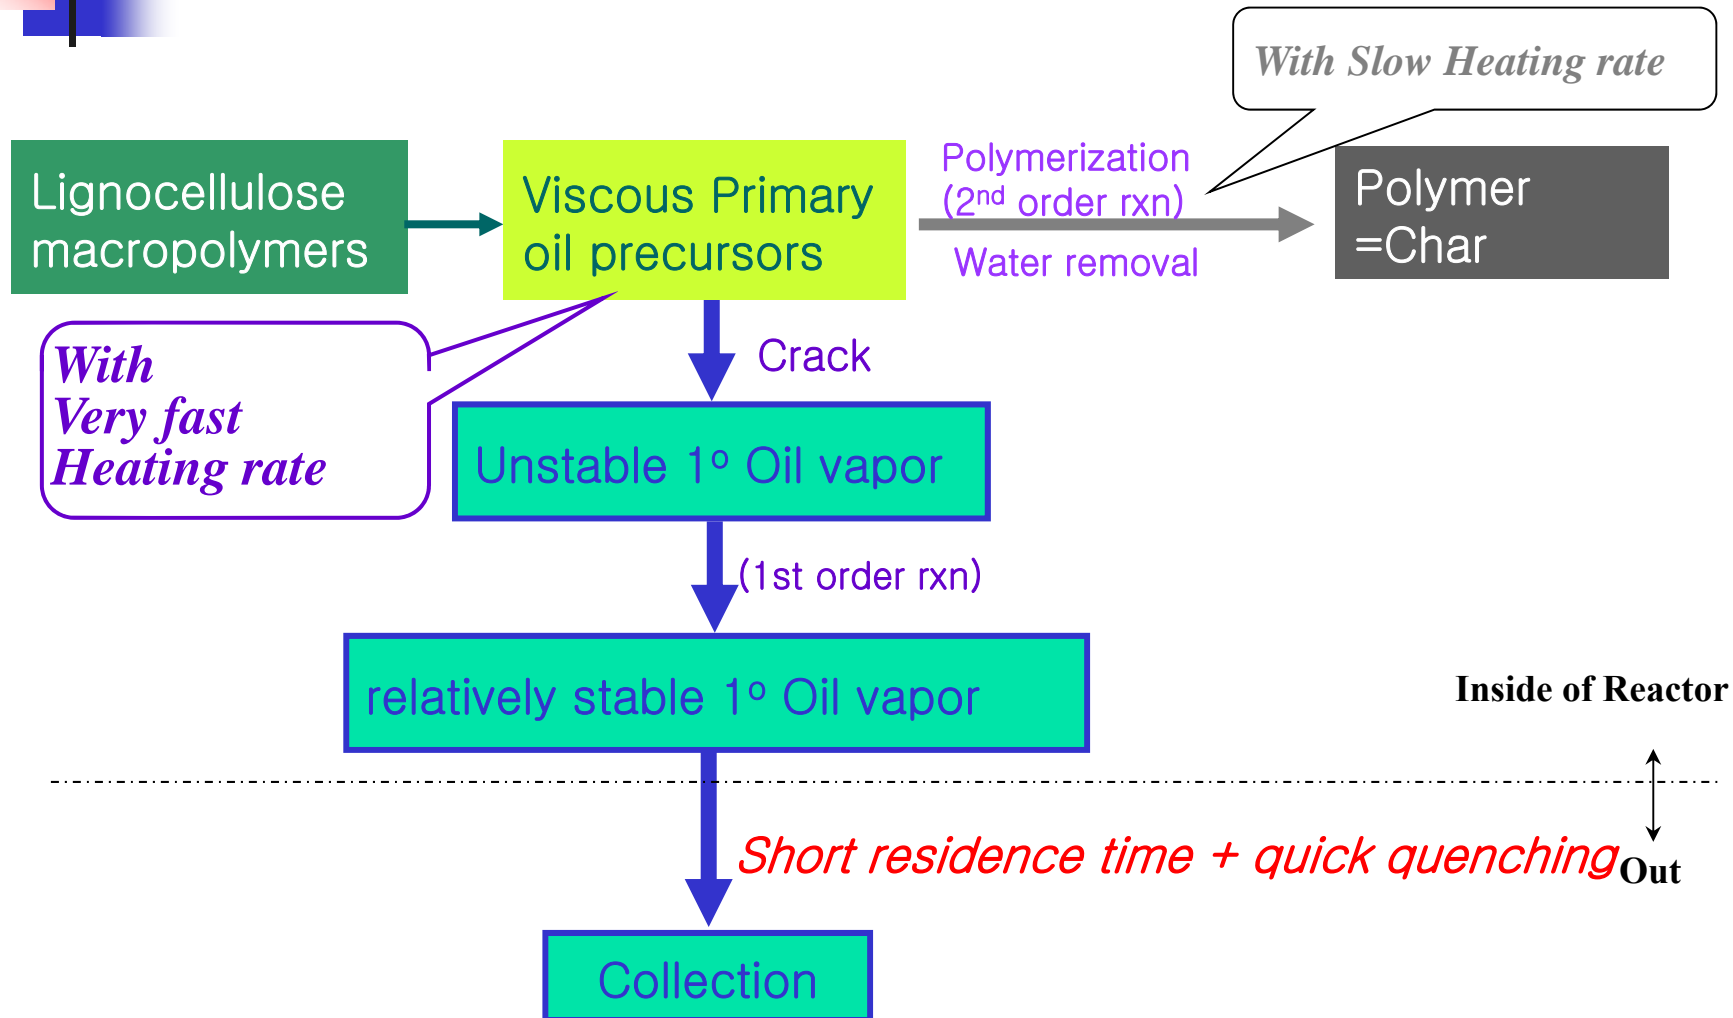 With Slow Heating rate
Lignocellulose
macropolymers
Viscous Primary
oil precursors
Polymerization
(2nd order rxn)
Water removal
Polymer
=Char
With
Very fast
Heating rate
Crack
Unstable 1º Oil vapor
(1st order rxn)
relatively stable 1º Oil vapor
Inside of Reactor
Short residence time + quick quenching
Out
Collection